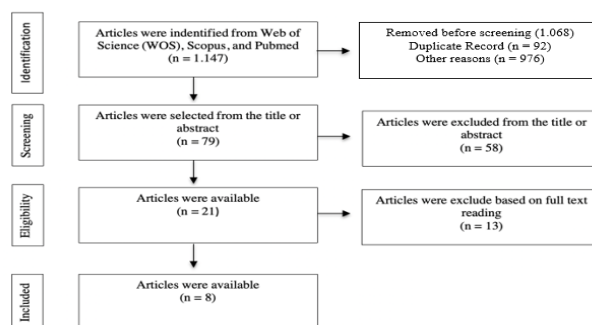 Identification
Articles were indentified from Web of
Science (WOS), Scopus, and Pubmed
(n = 1.147)
Removed before screening (1.068)
Duplicate Record (n = 92)
Other reasons (n = 976)
Screening
Articles were selected from the title or
abstract
(n = 79)
Articles were excluded from the title or
abstract
(n = 58)
Eligibility
Articles were available
(n = 21)
Articles were exclude based on full text
reading
(n = 13)
Included
Articles were available
(n = 8)